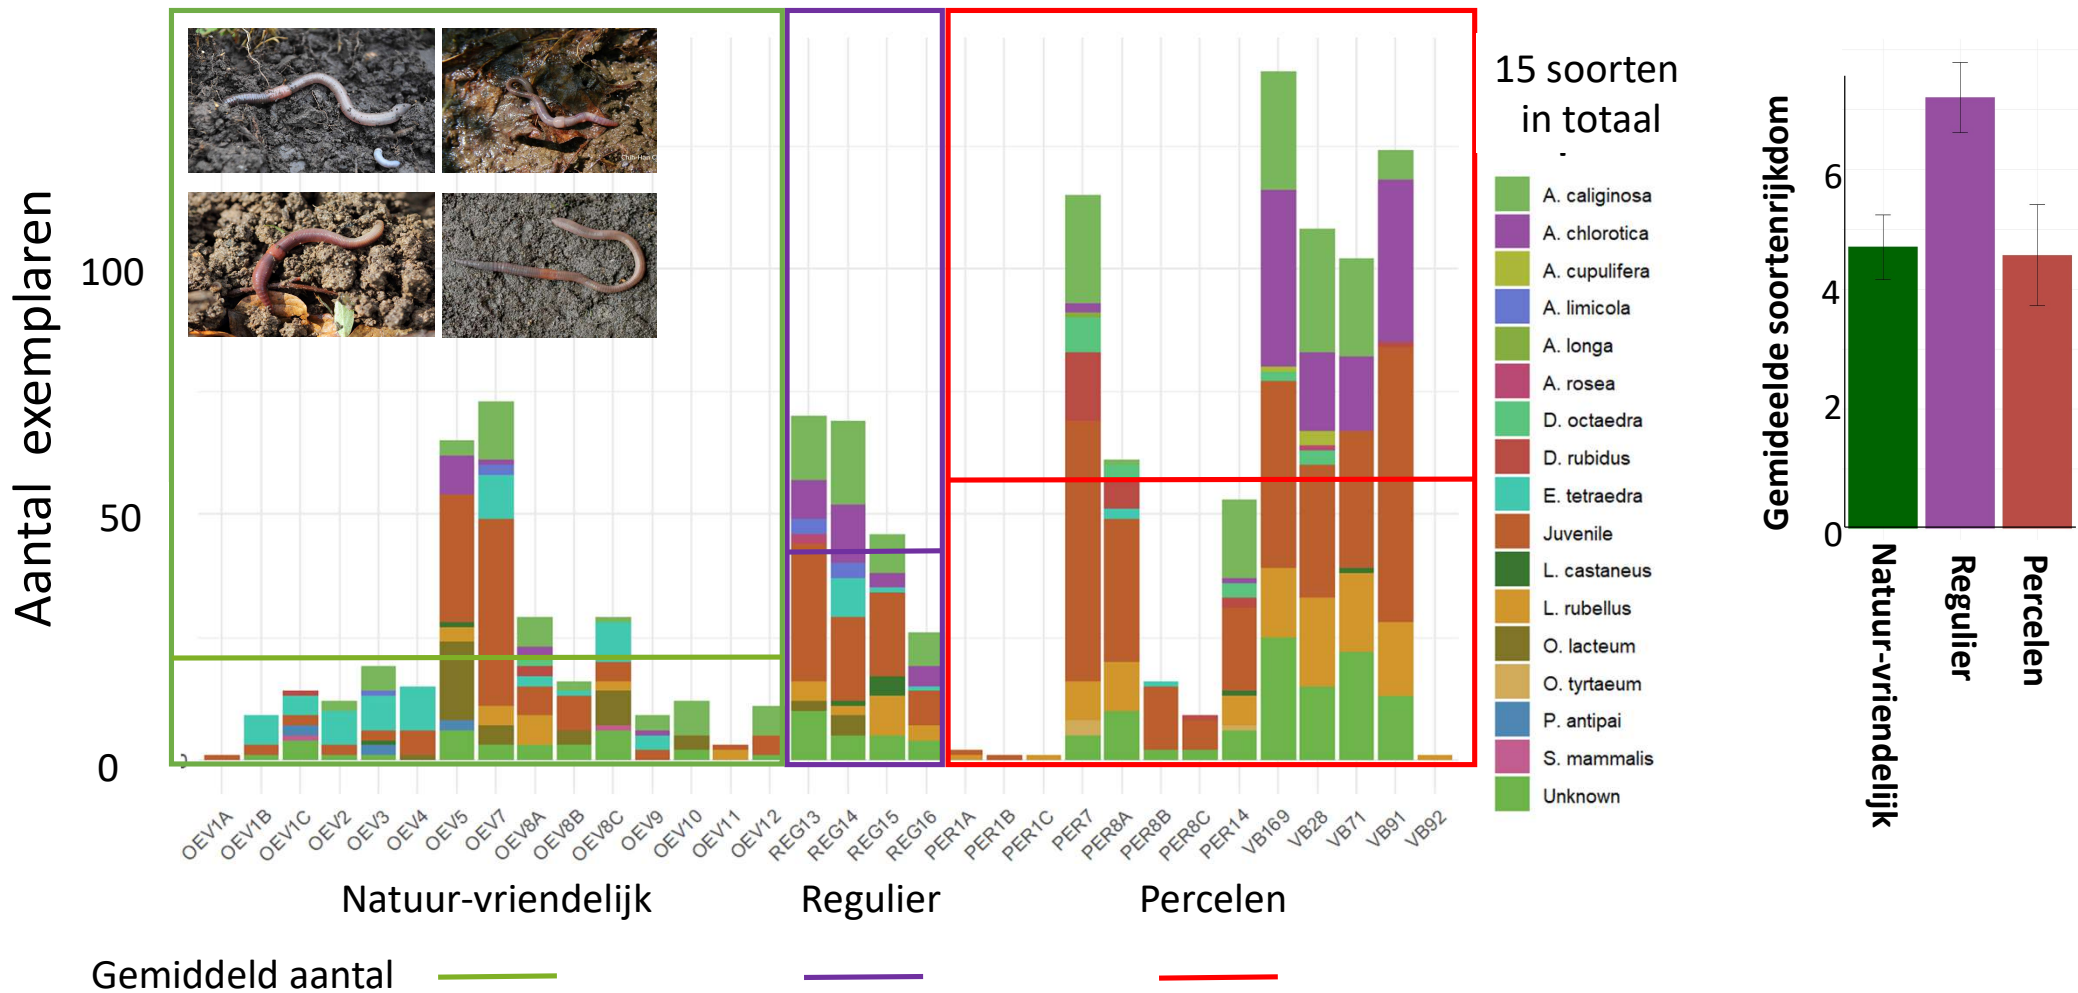 Aantal exemplaren
100
50
0
Chih-Han C
OEV1A
OEV1B
OEV1C
OEV2
OEV3
OEV4
OEV5
OEV7
OEV8A
OEV8B
OEV8C
OEV9
OEV10
OEV11
OEV12
REG13
REG14
REG15
REG16
PER1A
PER1B
PER1C
PER7
PER8A
PER8B
PER8C
PER14
VB169
VB28
VB71
VB91
VB92
Natuur-vriendelijk
Regulier
Percelen
Gemiddeld aantal
15 soorten
in totaal
A. caliginosa
A. chlorotica
A. cupulifera
A. limicola
A. longa
A. rosea
D. octaedra
D. rubidus
E. tetraedra
Juvenile
L. castaneus
L. rubellus
O. lacteum
O. tyrtaeum
P. antipai
S. mammalis
Unknown
Gemideelde soortenrijkdom
6
4
2
0
Natuur-vriendelijk
Regulier
Percelen